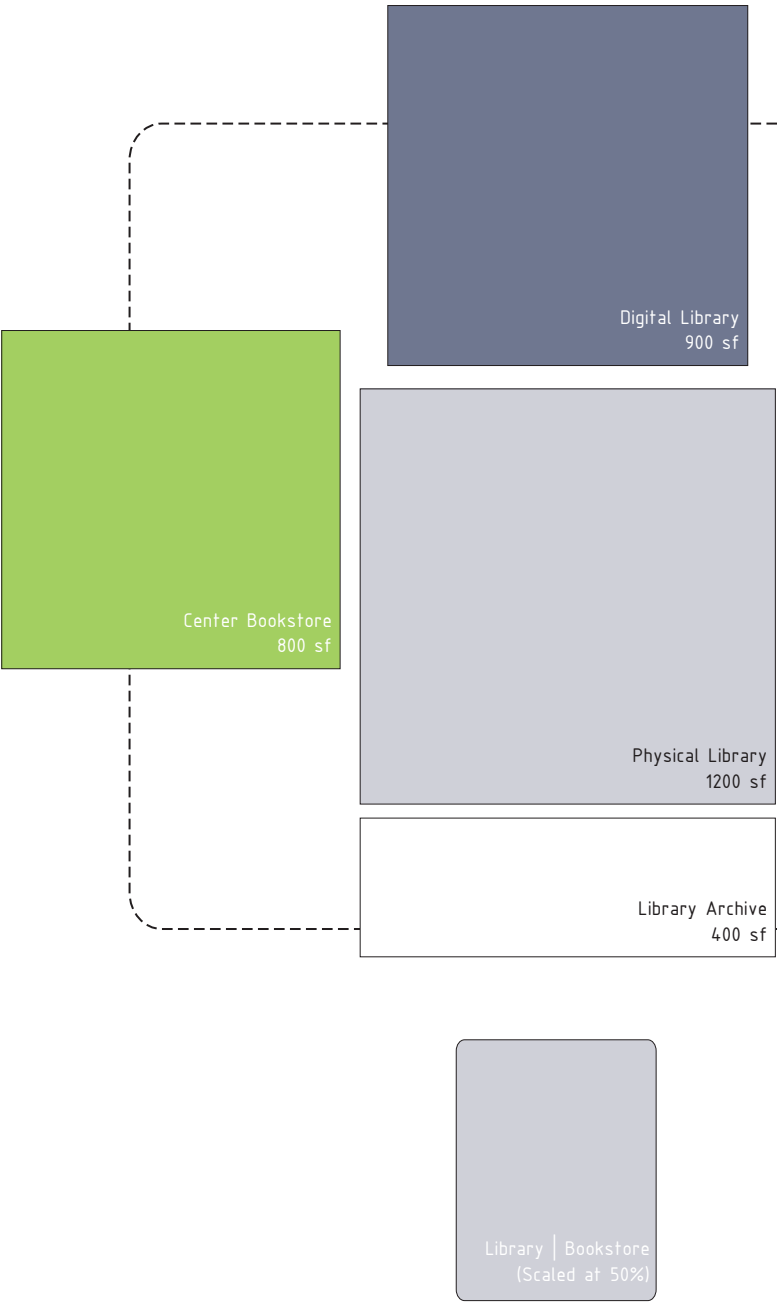 Digital Library
900 sf
Center Bookstore
800 sf
Physical Library
1200 sf
Library Archive
400 sf
Library | Bookstore
(Scaled at 50%)